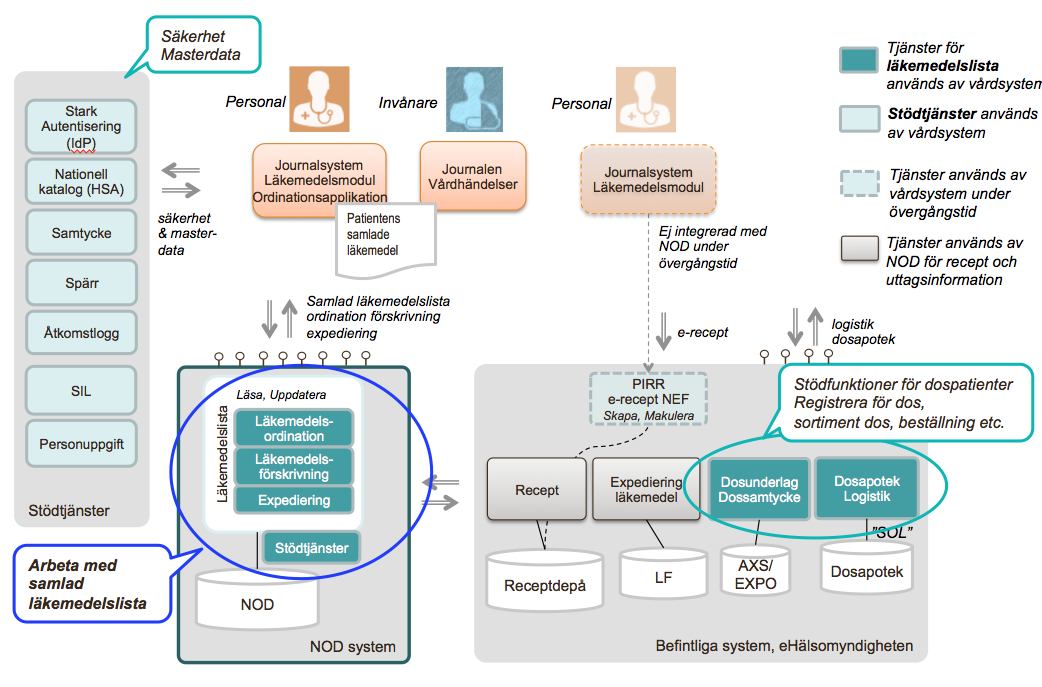 Säkerhet
Masterdata
Personal
Invånare
Personal
Tjänster för
läkemedelslista
används av vårdsystem
Stödtjänster används
av vårdsystem
Tjänster används av
vårdsystem under
övergångstid
Tjänster används av
NOD för recept och
uttagsinformation
Stark
Autentisering
(IdP)
Nationell
katalog (HSA)
Samtycke
Spärr
Åtkomstlogg
SIL
Personuppgift
Stödtjänster
säkerhet
& master-
data
Journalsystem
Läkemedelsmodul
Ordinationsapplikation
Journalen
Vårdhändelser
Patientens
samlade
läkemedel
Journalsystem
Läkemedelsmodul
Ej integrerad med
NOD under
övergångstid
Samlad läkemedelslista
ordination förskrivning
expediering
e-recept
logistik
dosapotek
Läsa, Uppdatera
Läkemedelslista
Läkemedels-
ordination
Läkemedels-
förskrivning
Expediering
Stödtjänster
NOD
NOD system
Arbeta med
samlad
läkemedelslista
PIRR
e-recept NEF
Skapa, Makulera
Stödfunktioner för dospatienter
Registrera för dos,
sortiment dos, beställning etc.
Recept
Expediering
läkemedel
Dosunderlag
Dossamtycke
Dosapotek
Logistik
"SOL"
Receptdepå
LF
AXS/
EXPO
Dosapotek
Befintliga system, eHälsomyndigheten